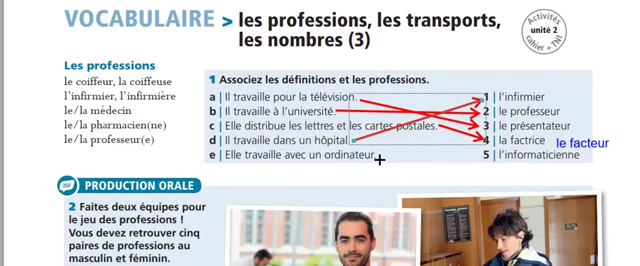 VOCABULAIRE > les professions, les transports,
les nombres (3)
Activités
unité 2
cahier + TNI
Les professions
le coiffeur, la coiffeuse
l'infirmier, l'infirmière
le/la médecin
le/la pharmacien(ne)
le/la professeur(e)
1 Associez les définitions et les professions.
a | Il travaille pour la télévision.
b | Il travaille à l'université.
c | Elle distribue les lettres et les cartes postales.
d | Il travaille dans un hôpital.
e | Elle travaille avec un ordinateur.
1 | l'infirmier
2 | le professeur
3 | le présentateur
4 | la factrice le facteur
5 | l'informaticienne
PRODUCTION ORALE
2 Faites deux équipes pour
le jeu des professions !
Vous devez retrouver cinq
paires de professions au
masculin et féminin.